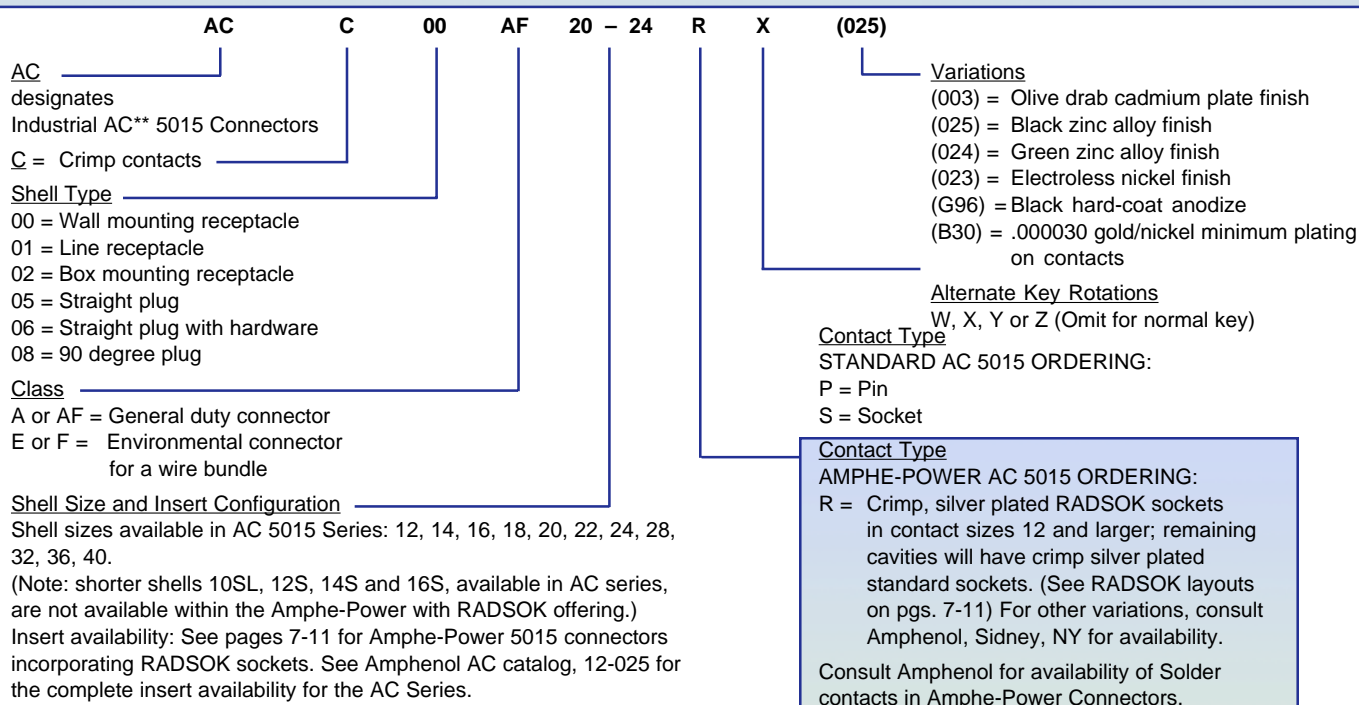 AC C 00 AF 20 – 24 R X (025)
AC
designates
Industrial AC** 5015 Connectors
C = Crimp contacts
Shell Type
00 = Wall mounting receptacle
01 = Line receptacle
02 = Box mounting receptacle
05 = Straight plug
06 = Straight plug with hardware
08 = 90 degree plug
Class
A or AF = General duty connector
E or F = Environmental connector
for a wire bundle
Shell Size and Insert Configuration
Shell sizes available in AC 5015 Series: 12, 14, 16, 18, 20, 22, 24, 28,
32, 36, 40.
(Note: shorter shells 10SL, 12S, 14S and 16S, available in AC series,
are not available within the Amphe-Power with RADSOK offering.)
Insert availability: See pages 7-11 for Amphe-Power 5015 connectors
incorporating RADSOK sockets. See Amphenol AC catalog, 12-025 for
the complete insert availability for the AC Series.
Variations
(003) = Olive drab cadmium plate finish
(025) = Black zinc alloy finish
(024) = Green zinc alloy finish
(023) = Electroless nickel finish
(G96) = Black hard-coat anodize
(B30) = .000030 gold/nickel minimum plating
on contacts
Alternate Key Rotations
W, X, Y or Z (Omit for normal key)
Contact Type
STANDARD AC 5015 ORDERING:
P = Pin
S = Socket
Contact Type
AMPHE-POWER AC 5015 ORDERING:
R = Crimp, silver plated RADSOK sockets
in contact sizes 12 and larger; remaining
cavities will have crimp silver plated
standard sockets. (See RADSOK layouts
on pgs. 7-11) For other variations, consult
Amphenol, Sidney, NY for availability.
Consult Amphenol for availability of Solder
contacts in Amphe-Power Connectors.